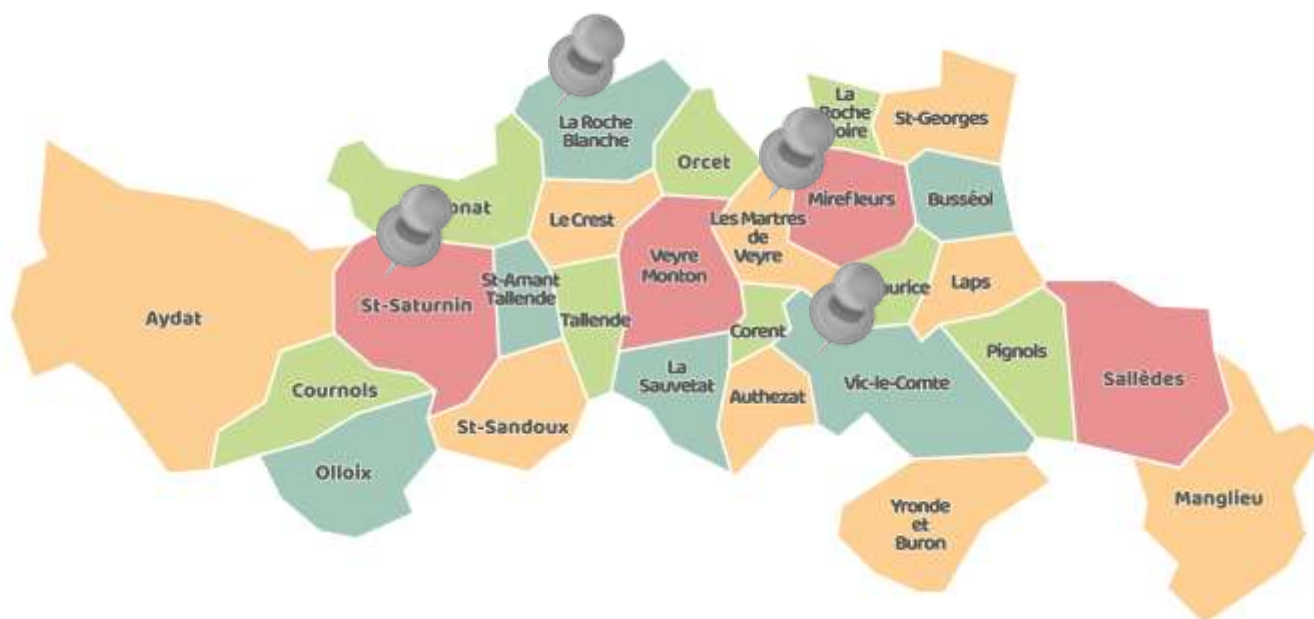 La Roche
Blanche
La
Roche
St-Georges
Orcet
Mirefleurs
Busséol
Le Crest
Les Martres
de
Veyre
Veyre
Monton
St-Amant
Tallende
St-Saturnin
Aydat
Tallende
Laps
Corent
Pignols
La
Sauvetat
Authezat
Vic-le-Comte
Sallèdes
Cournols
St-Sandoux
Olloix
Manglieu
Yronde
et
Buron